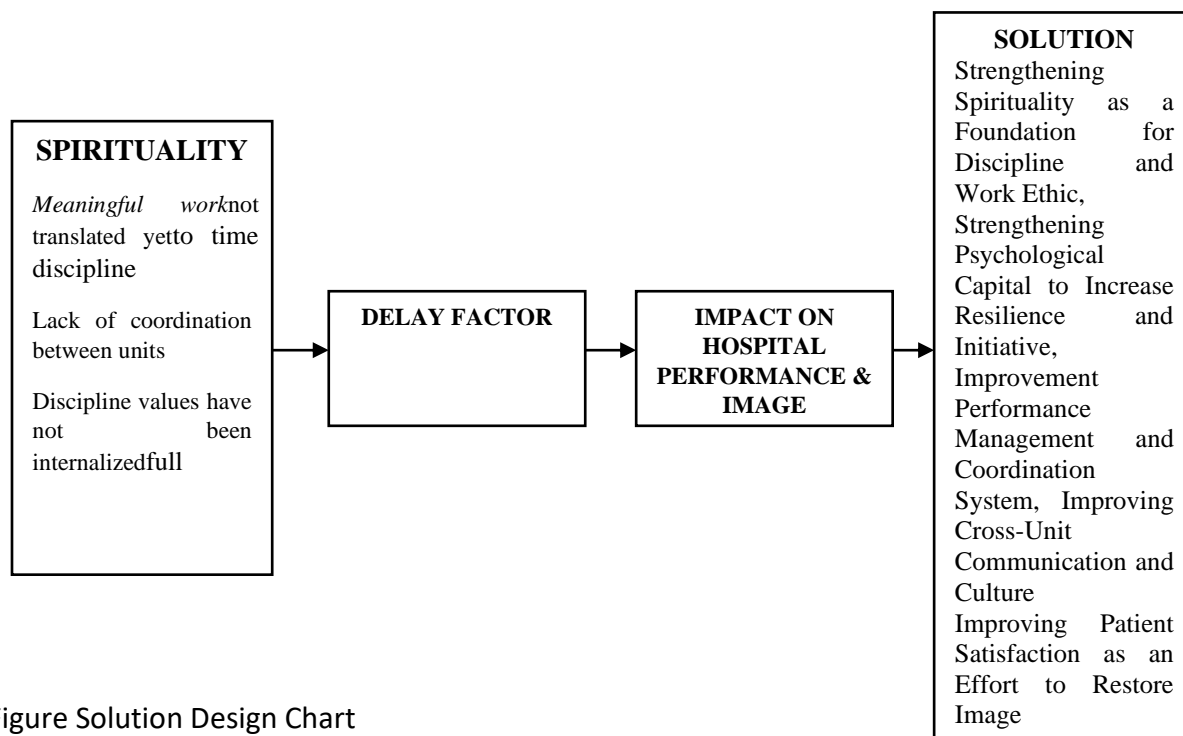 SPIRITUALITY
Meaningful worknot
translated yetto time
discipline
Lack of coordination
between units
Discipline values have
not been
internalizedfull
DELAY FACTOR
IMPACT ON
HOSPITAL
PERFORMANCE &
IMAGE
SOLUTION
Strengthening
Spirituality as a
Foundation for
Discipline and
Work Ethic,
Strengthening
Psychological
Capital to Increase
Resilience and
Initiative,
Improvement
Performance
Management and
Coordination
System, Improving
Cross-Unit
Communication and
Culture
Improving Patient
Satisfaction as an
Effort to Restore
Image
Figure Solution Design Chart